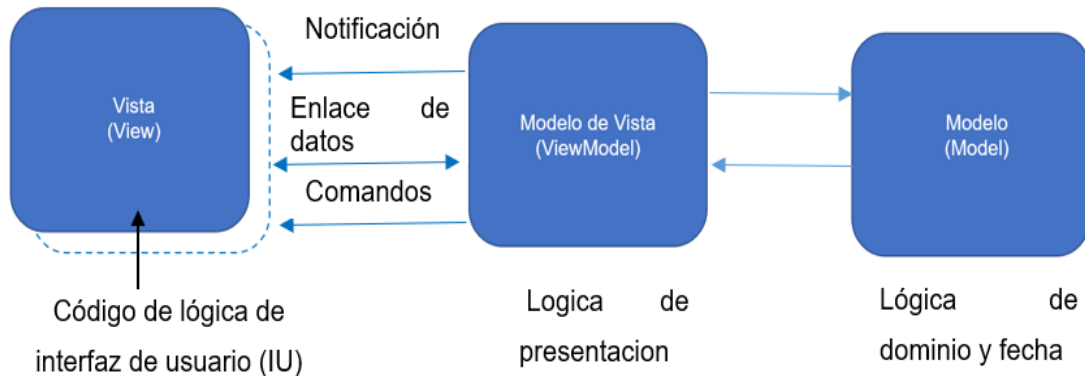 Notificación
Vista
(View)
Enlace de
datos
Comandos
Modelo de Vista
(ViewModel)
Modelo
(Model)
Código de lógica de
interfaz de usuario (IU)
Logica de
presentacion
Lógica de
dominio y fecha